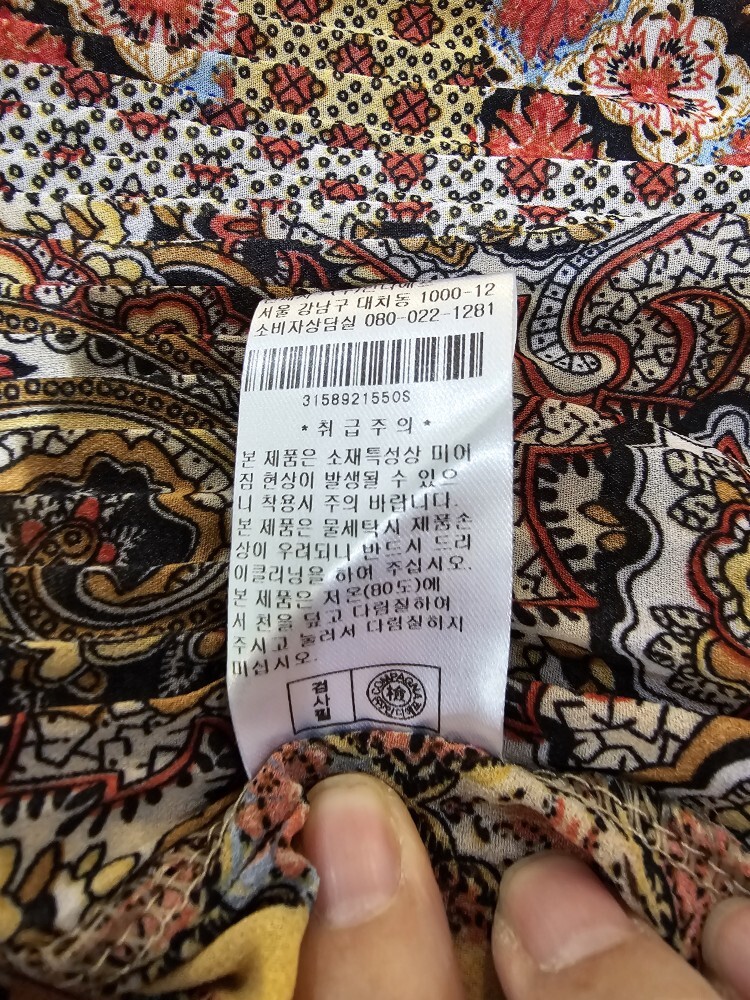 서울 강남구 대치동 1000-12
소비자상담실 080-022-1281
3158921550S
* 취 급 주 의 *
본 제품은 소재특성상 미어
짐 현상이 발생될 수 있으
니 착용시 주의 바랍니다.
본 제품은 물세탁시 제품손
상이 우려되니 반드시 드라
이클리닝을 하여 주십시오.
본 제품은 저온(80도)에
서 천을 덮고 다림질하여
주시고 눌러서 다림질하지
마십시오.
검사필
COMPAGNA
檢